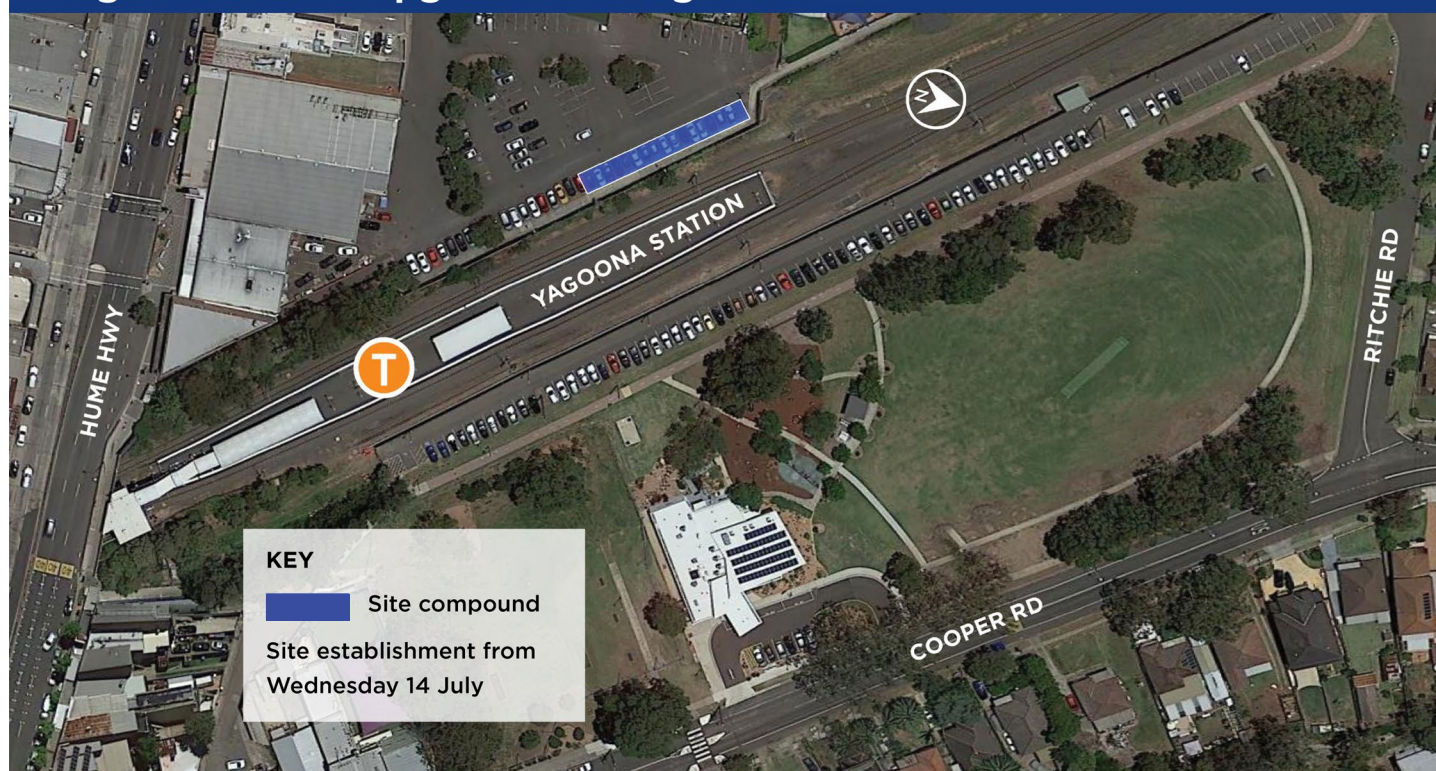 N
YAGOONA STATION
T
HUME HWY
RITCHIE RD
COOPER RD
KEY
Site compound
Site establishment from
Wednesday 14 July